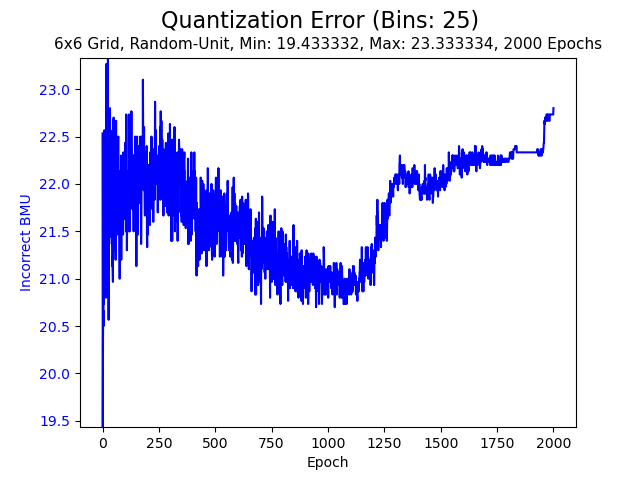 Quantization Error (Bins: 25)
6x6 Grid, Random-Unit, Min: 19.433332, Max: 23.333334, 2000 Epochs
23.0
22.5
22.0
21.5
21.0
20.5
20.0
19.5
Incorrect BMU
0 250 500 750 1000 1250 1500 1750 2000
Epoch